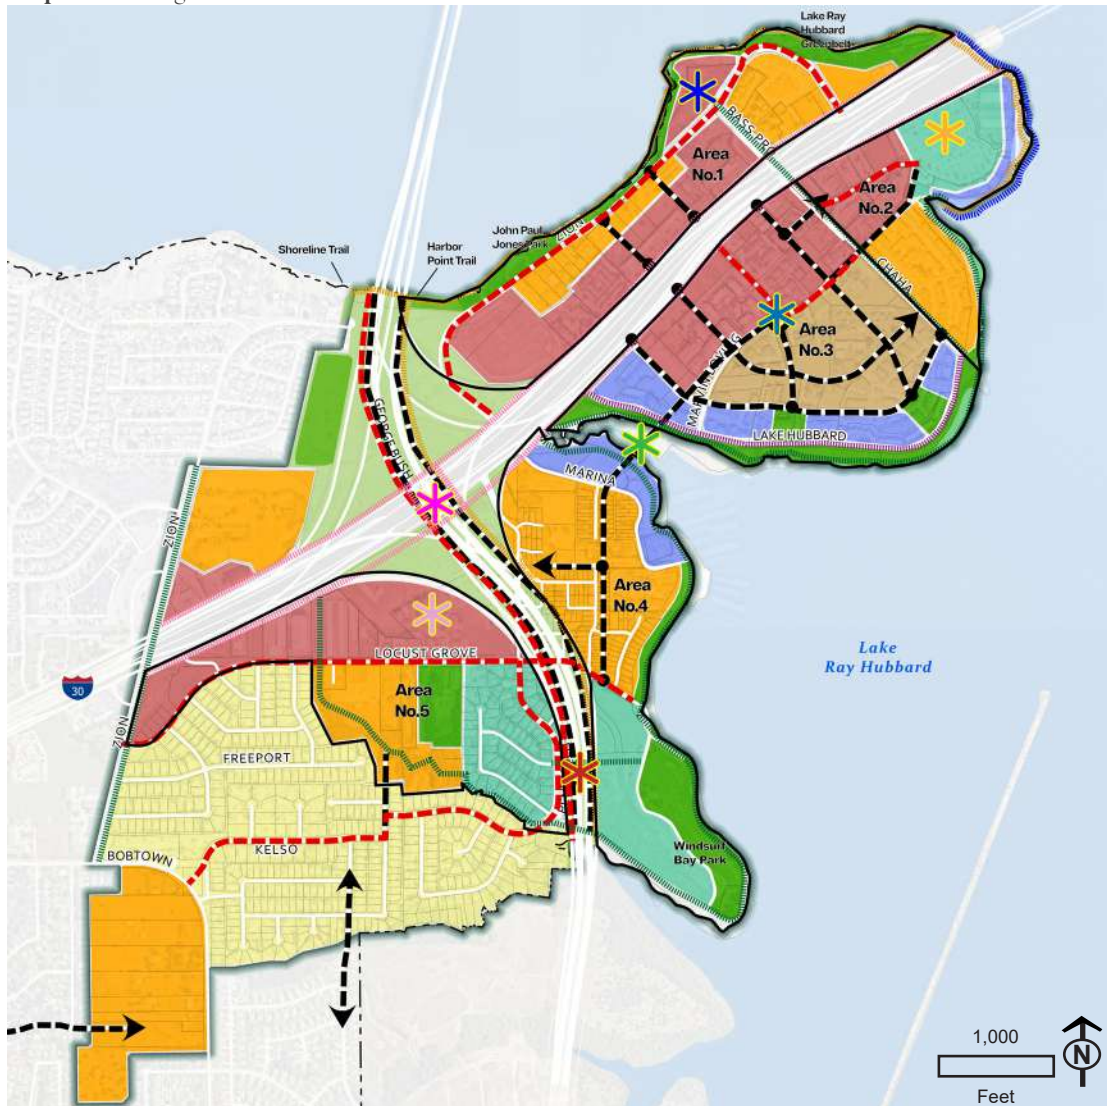 Lake Ray
Hubbard
Greenbelt
BASS PRO
Area
No.1
Area
No.2
ZION
John Paul
Jones Park
Shoreline Trail
Harbor
Point Trail
CHAHA
Area
No.3
GEORGE BUSH
LAKE HUBBARD
MARINA
ZION
Area
No.4
LOCUST GROVE
Lake
Ray Hubbard
30
Area
No.5
ZION
FREEPORT
KELSO
BOBTOWN
Windsurf
Bay Park
1,000
N
Feet